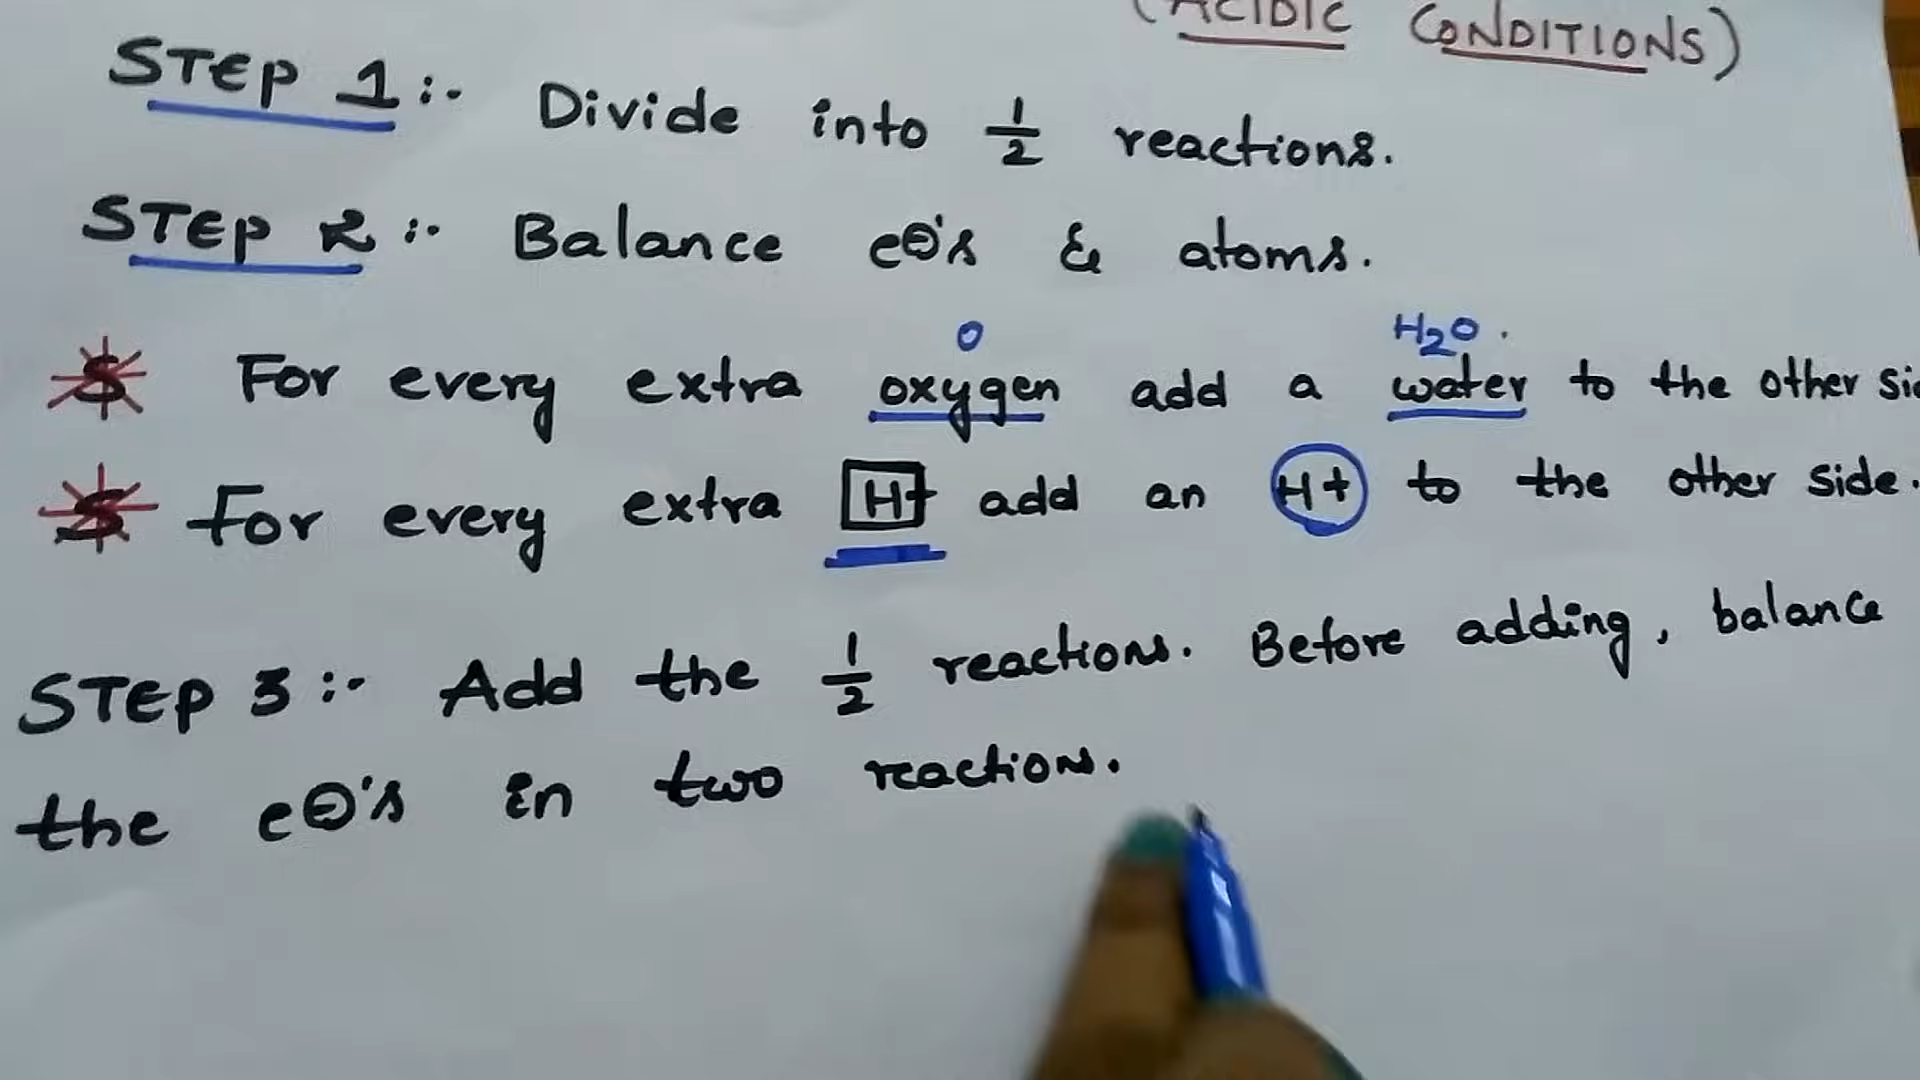 (ACIDIC CONDITIONS)
STEP 1:- Divide into 1/2 reactions.
STEP 2:- Balance e⊖'s & atoms.
O H2O.
For every extra oxygen add a water to the other
For every extra H+ add an H+ to the other side.
STEP 3:- Add the 1/2 reactions. Before adding, balance
the e⊖'s in two reactions.